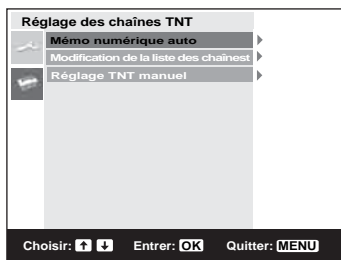 Réglage des chaînes TNT
Mémo numérique auto
Modification de la liste des chaînest
Réglage TNT manuel
Choisir: ↑ ↓ Entrer: OK Quitter: MENU